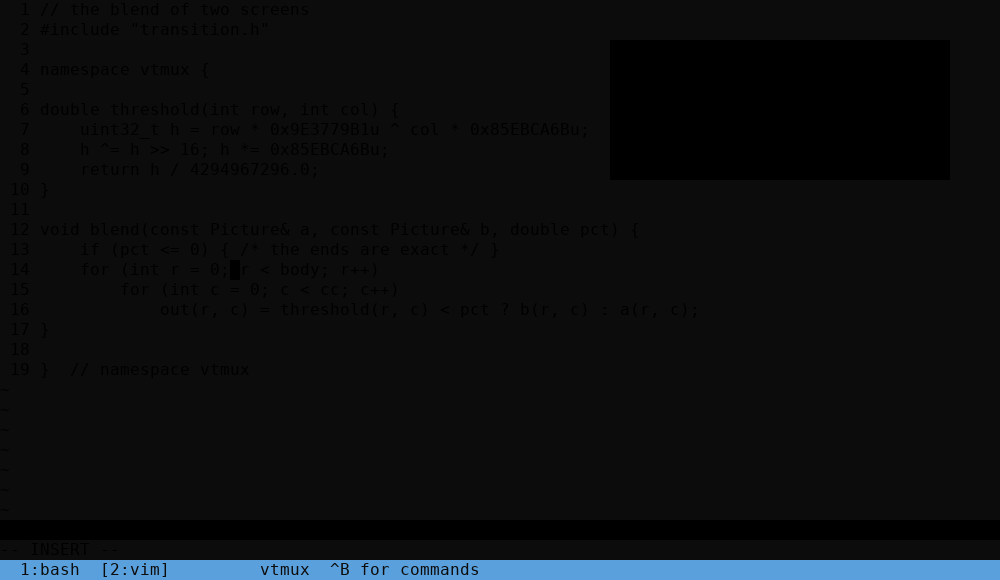 1 // the blend of two screens
2 #include "transition.h"
3
4 namespace vtmux {
5
6 double threshold(int row, int col) {
7     uint32_t h = row * 0x9E3779B1u ^ col * 0x85EBCA6Bu;
8     h ^= h >> 16; h *= 0x85EBCA6Bu;
9     return h / 4294967296.0;
10 }
11
12 void blend(const Picture& a, const Picture& b, double pct) {
13     if (pct <= 0) { /* the ends are exact */ }
14     for (int r = 0; r < body; r++)
15         for (int c = 0; c < cc; c++)
16             out(r, c) = threshold(r, c) < pct ? b(r, c) : a(r, c);
17 }
18
19 }  // namespace vtmux
~
~
~
~
~
~
~
-- INSERT --
1:bash  [2:vim]         vtmux  ^B for commands